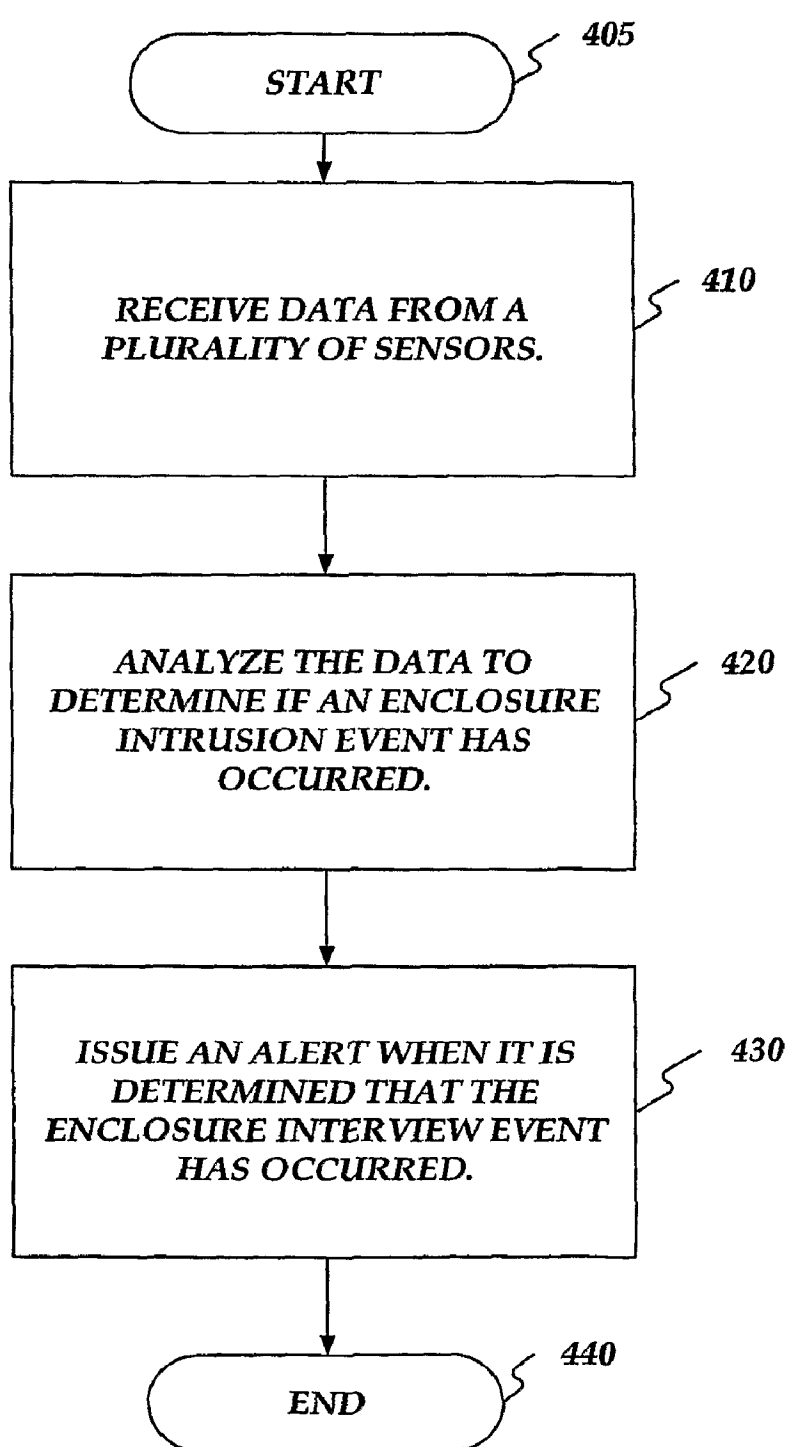 405
START
410
RECEIVE DATA FROM A
PLURALITY OF SENSORS.
420
ANALYZE THE DATA TO
DETERMINE IF AN ENCLOSURE
INTRUSION EVENT HAS
OCCURRED.
430
ISSUE AN ALERT WHEN IT IS
DETERMINED THAT THE
ENCLOSURE INTERVIEW EVENT
HAS OCCURRED.
440
END